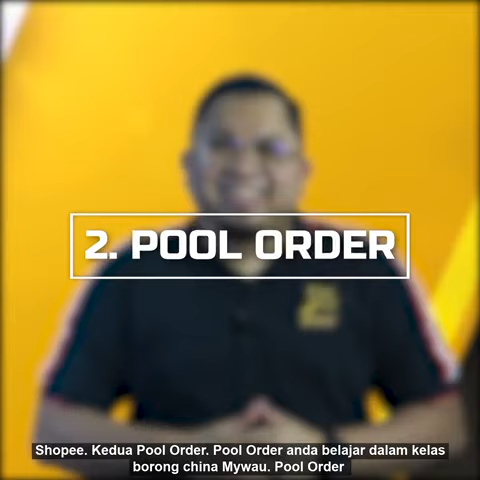 2. POOL ORDER
Shopee. Kedua Pool Order. Pool Order anda belajar dalam kelas
borong china Mywau. Pool Order